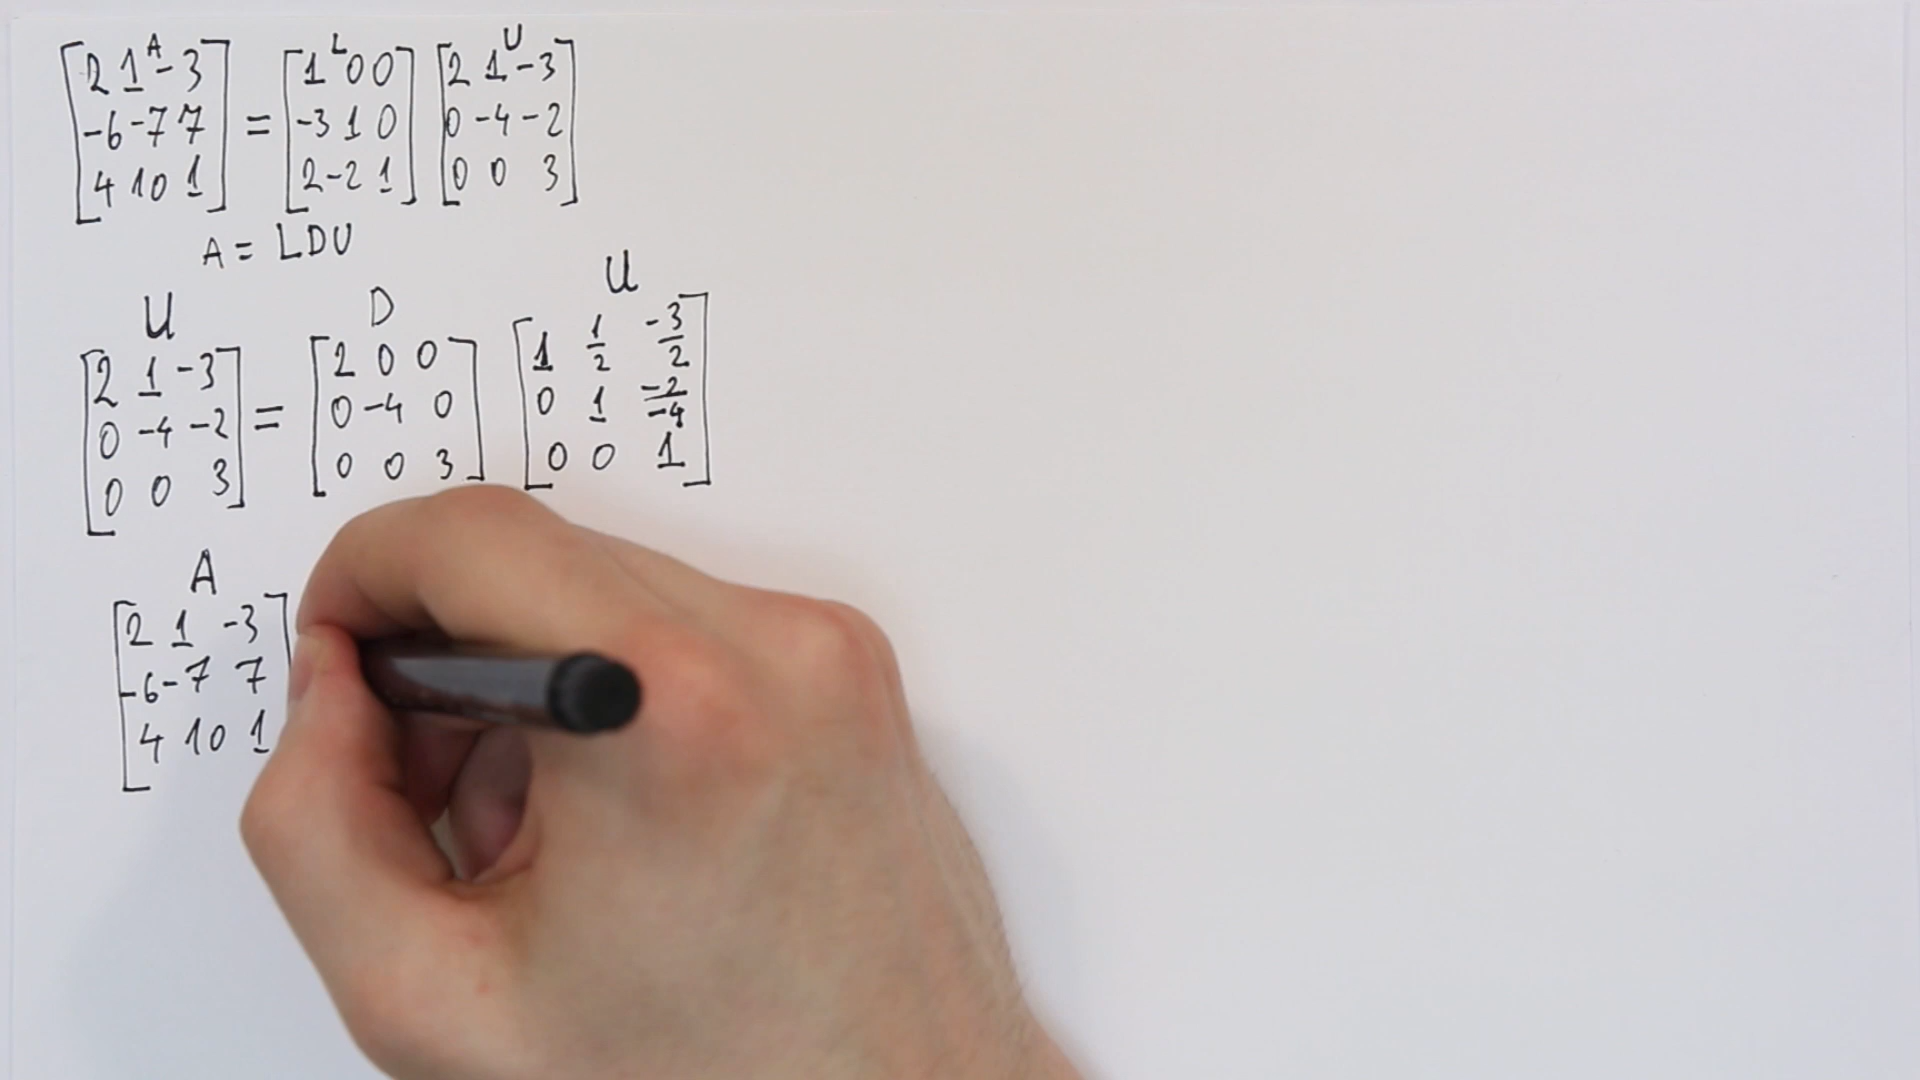 A L U
2 1 -3 1 0 0 2 1 -3
-6 -7 7 = -3 1 0 0 -4 -2
4 10 1 2 -2 1 0 0 3
A = LDU
U D U
2 1 -3 = 2 0 0 1 1/2 -3/2
0 -4 -2 0 -4 0 0 1 -2/-4
0 0 3 0 0 3 0 0 1
A
2 1 -3
-6 -7 7
4 10 1